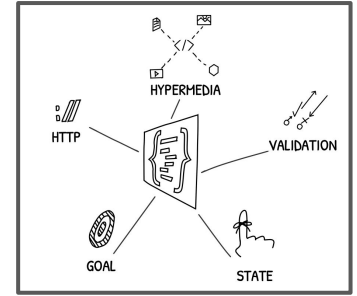 </>
HYPERMEDIA
://
HTTP
VALIDATION
{ }
GOAL
STATE